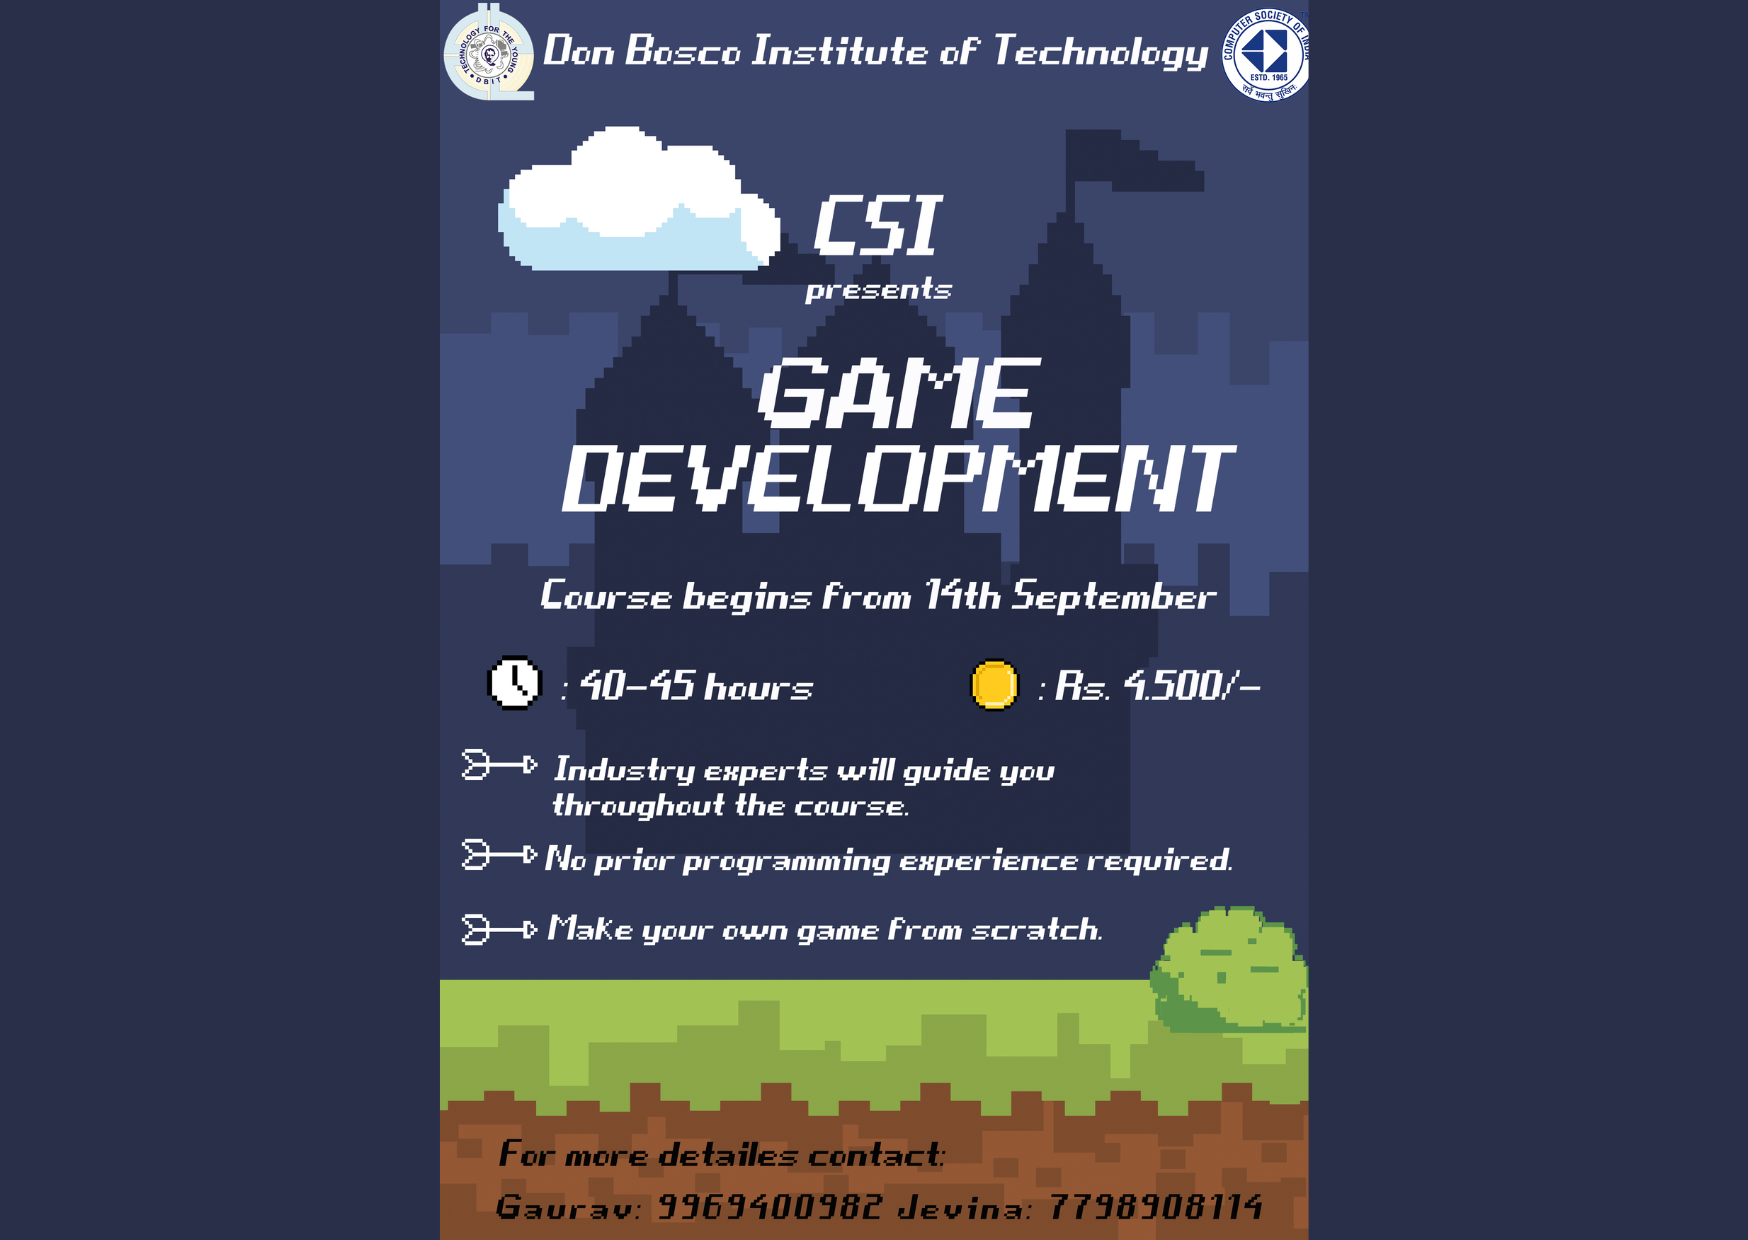 TECHNOLOGY FOR THE YOUNG
DBIT
Don Bosco Institute of Technology
COMPUTER SOCIETY OF INDIA
ESTD. 1965
सर्वे भवन्तु सुखिनः
CSI
presents
GAME
DEVELOPMENT
Course begins from 14th September
: 40-45 hours
: Rs. 4,500/-
Industry experts will guide you
throughout the course.
No prior programming experience required.
Make your own game from scratch.
For more detailes contact:
Gaurav: 9969400982 Jevina: 7798908114